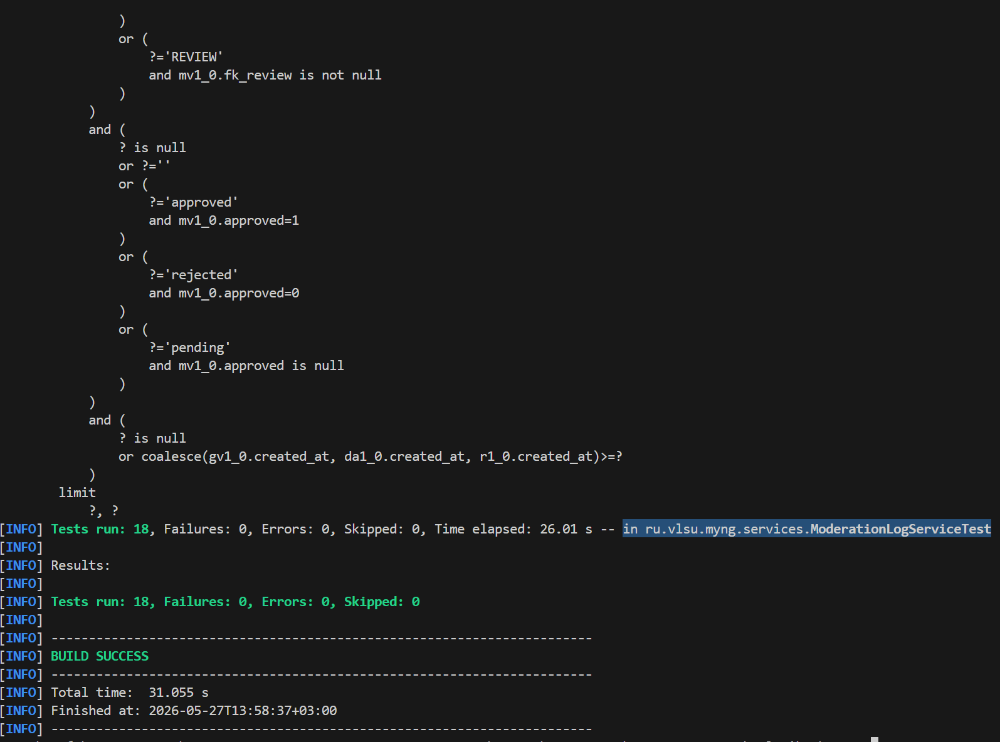 )
or (
?='REVIEW'
and mv1_0.fk_review is not null
)
)
and (
? is null
or ?=''
or (
?='approved'
and mv1_0.approved=1
)
or (
?='rejected'
and mv1_0.approved=0
)
or (
?='pending'
and mv1_0.approved is null
)
)
and (
? is null
or coalesce(gv1_0.created_at, da1_0.created_at, r1_0.created_at)>=?
)
limit
?, ?
[INFO] Tests run: 18, Failures: 0, Errors: 0, Skipped: 0, Time elapsed: 26.01 s -- in ru.vlsu.myng.services.ModerationLogServiceTest
[INFO]
[INFO] Results:
[INFO]
[INFO] Tests run: 18, Failures: 0, Errors: 0, Skipped: 0
[INFO]
[INFO] ------------------------------------------------------------------------
[INFO] BUILD SUCCESS
[INFO] ------------------------------------------------------------------------
[INFO] Total time:  31.055 s
[INFO] Finished at: 2026-05-27T13:58:37+03:00
[INFO] ------------------------------------------------------------------------